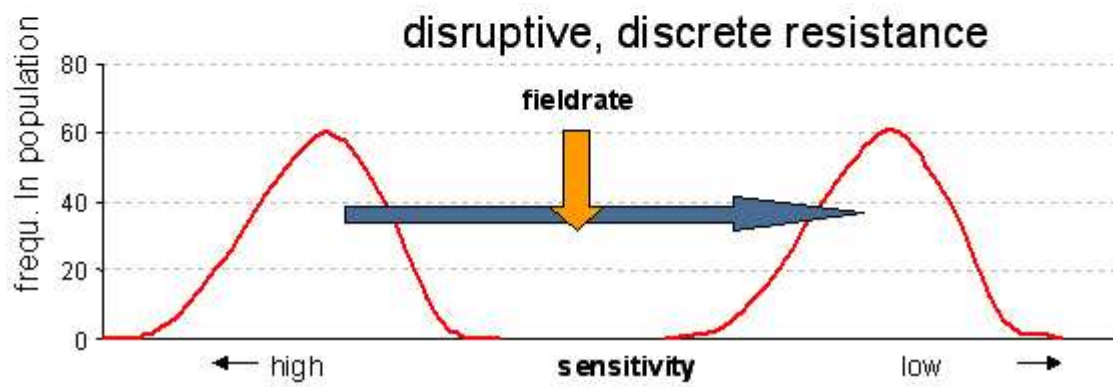 disruptive, discrete resistance
frequ. In population
80
60
40
20
0
fieldrate
high
sensitivity
low